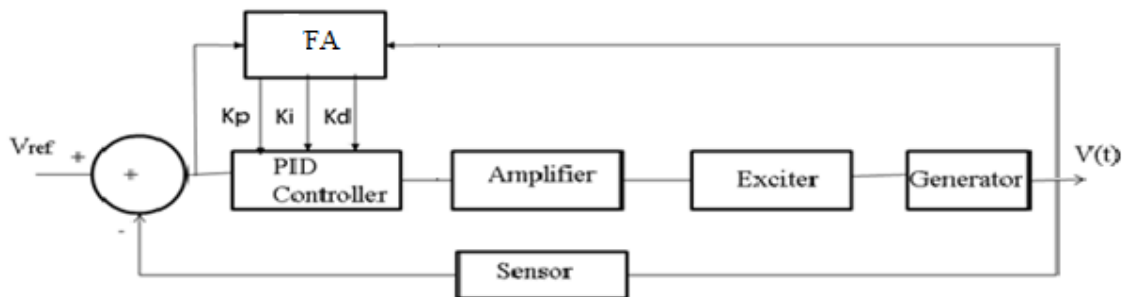 FA
Kp Ki Kd
Vref
+
+
-
PID
Controller
Amplifier
Exciter
Generator
V(t)
Sensor